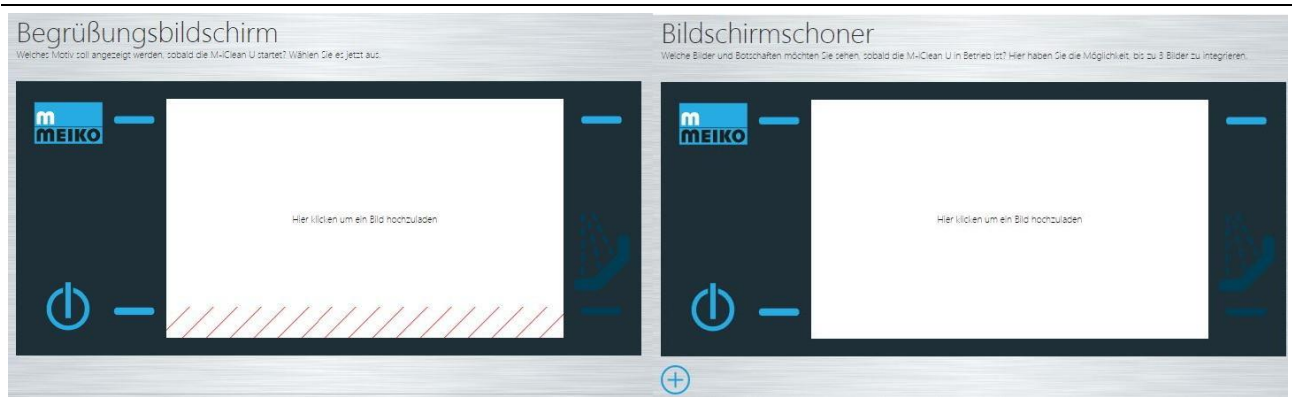 Begrüßungsbildschirm
Welches Motiv soll angezeigt werden, sobald die M-iClean U startet? Wählen Sie es jetzt aus.
m
MEIKO
Hier klicken um ein Bild hochzuladen
Bildschirmschoner
Welche Bilder und Botschaften möchten Sie sehen, sobald die M-iClean U in Betrieb ist? Hier haben Sie die Möglichkeit, bis zu 8 Bilder zu integrieren.
m
MEIKO
Hier klicken um ein Bild hochzuladen